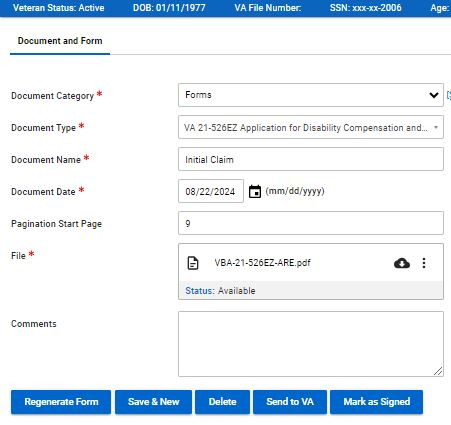 Veteran Status: Active DOB: 01/11/1977 VA File Number: SSN: xxx-xx-2006 Age:
Document and Form
Document Category * Forms
Document Type * VA 21-526EZ Application for Disability Compensation and...
Document Name * Initial Claim
Document Date * 08/22/2024 (mm/dd/yyyy)
Pagination Start Page 9
File * VBA-21-526EZ-ARE.pdf
Status: Available
Comments
Regenerate Form Save & New Delete Send to VA Mark as Signed